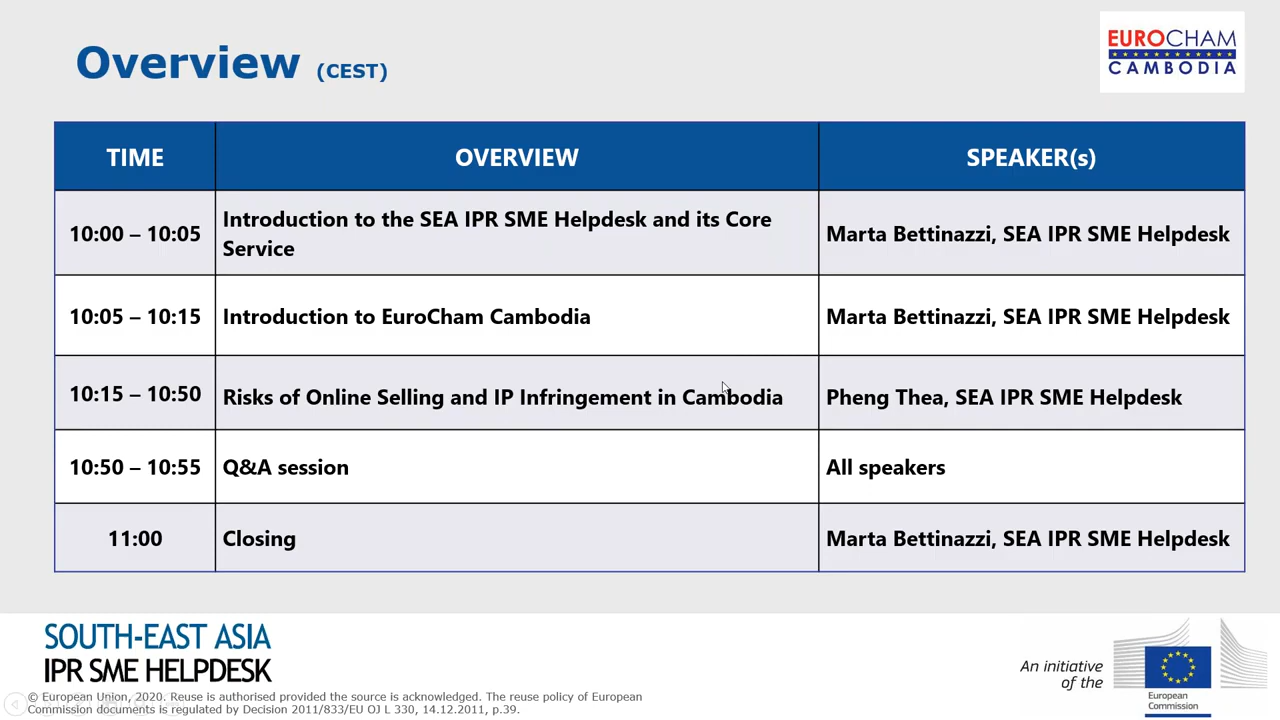 Overview (CEST)
EUROCHAM
CAMBODIA
TIME
OVERVIEW
SPEAKER(s)
10:00 – 10:05
Introduction to the SEA IPR SME Helpdesk and its Core
Service
Marta Bettinazzi, SEA IPR SME Helpdesk
10:05 – 10:15
Introduction to EuroCham Cambodia
Marta Bettinazzi, SEA IPR SME Helpdesk
10:15 – 10:50
Risks of Online Selling and IP Infringement in Cambodia
Pheng Thea, SEA IPR SME Helpdesk
10:50 – 10:55
Q&A session
All speakers
11:00
Closing
Marta Bettinazzi, SEA IPR SME Helpdesk
SOUTH-EAST ASIA
IPR SME HELPDESK
An initiative
of the
European
Commission
© European Union, 2020. Reuse is authorised provided the source is acknowledged. The reuse policy of European
Commission documents is regulated by Decision 2011/833/EU OJ L 330, 14.12.2011, p.39.